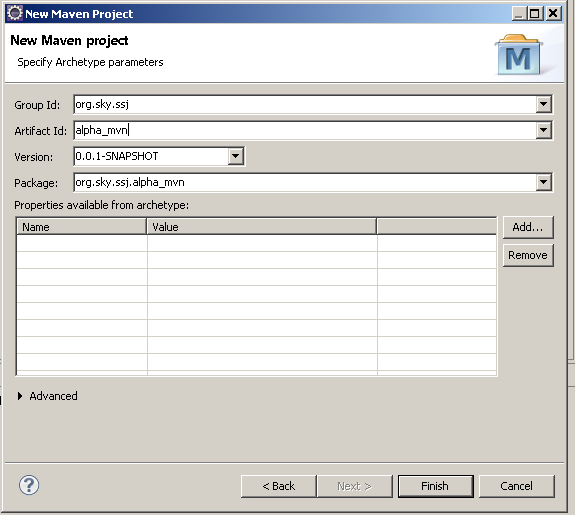 New Maven Project
New Maven project
Specify Archetype parameters
M
Group Id: org.sky.ssj
Artifact Id: alpha_mvn
Version: 0.0.1-SNAPSHOT
Package: org.sky.ssj.alpha_mvn
Properties available from archetype:
Name Value
Add...
Remove
Advanced
? < Back Next > Finish Cancel